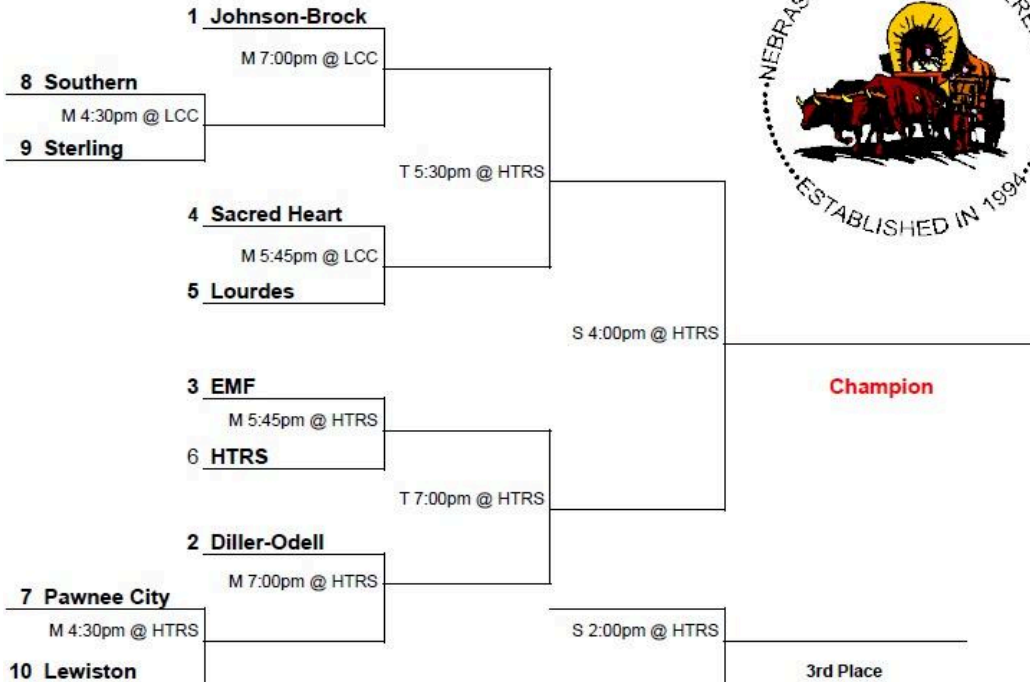 1 Johnson-Brock
M 7:00pm @ LCC
8 Southern
M 4:30pm @ LCC
9 Sterling
T 5:30pm @ HTRS
4 Sacred Heart
M 5:45pm @ LCC
5 Lourdes
S 4:00pm @ HTRS
Champion
3 EMF
M 5:45pm @ HTRS
6 HTRS
T 7:00pm @ HTRS
2 Diller-Odell
M 7:00pm @ HTRS
7 Pawnee City
M 4:30pm @ HTRS
10 Lewiston
S 2:00pm @ HTRS
3rd Place
ESTABLISHED IN 1994